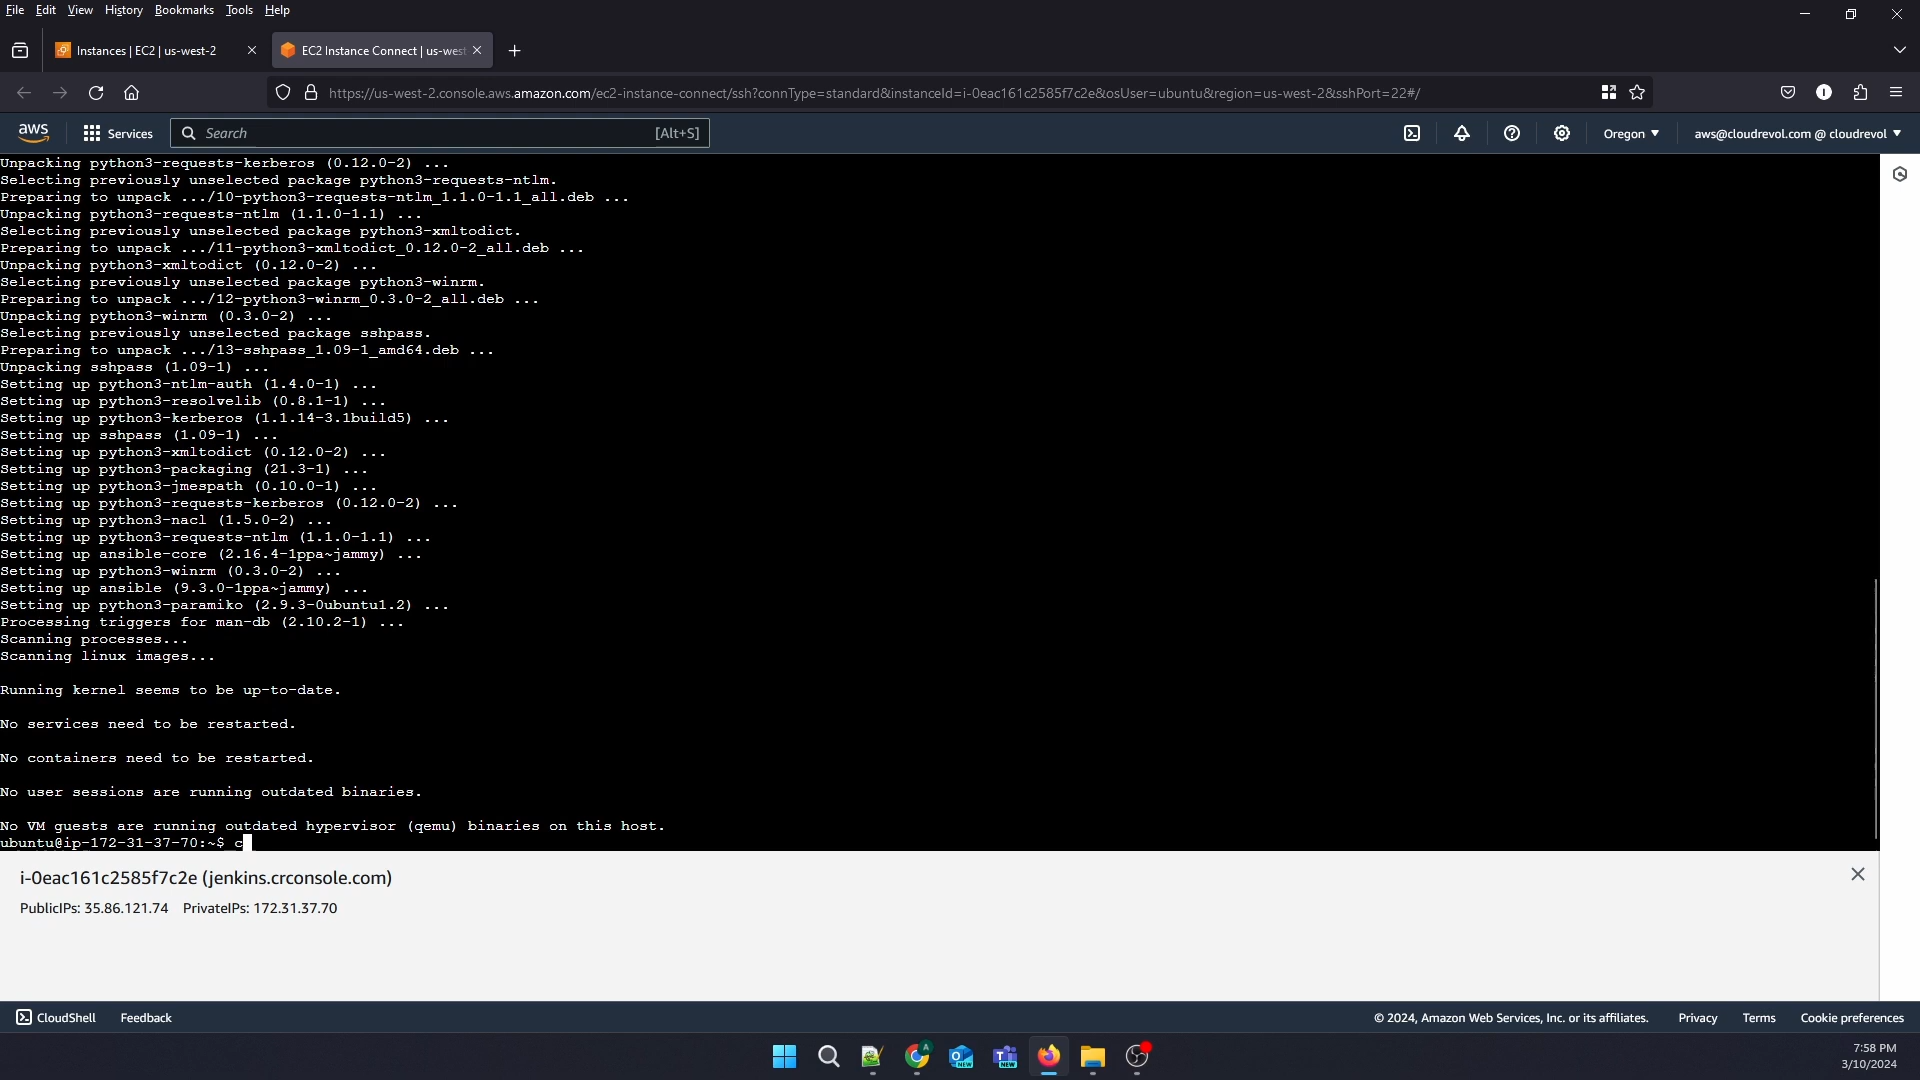 File Edit View History Bookmarks Tools Help
Instances | EC2 | us-west-2
EC2 Instance Connect | us-west
https://us-west-2.console.aws.amazon.com/ec2-instance-connect/ssh?connType=standard&instanceId=i-0eac161c2585f7c2e&osUser=ubuntu&region=us-west-2&sshPort=22#/
aws Services Search [Alt+S] Oregon aws@cloudrevol.com @ cloudrevol
Unpacking python3-requests-kerberos (0.12.0-2) ...
Selecting previously unselected package python3-requests-ntlm.
Preparing to unpack .../10-python3-requests-ntlm_1.1.0-1.1_all.deb ...
Unpacking python3-requests-ntlm (1.1.0-1.1) ...
Selecting previously unselected package python3-xmltodict.
Preparing to unpack .../11-python3-xmltodict_0.12.0-2_all.deb ...
Unpacking python3-xmltodict (0.12.0-2) ...
Selecting previously unselected package python3-winrm.
Preparing to unpack .../12-python3-winrm_0.3.0-2_all.deb ...
Unpacking python3-winrm (0.3.0-2) ...
Selecting previously unselected package sshpass.
Preparing to unpack .../13-sshpass_1.09-1_amd64.deb ...
Unpacking sshpass (1.09-1) ...
Setting up python3-ntlm-auth (1.4.0-1) ...
Setting up python3-resolvelib (0.8.1-1) ...
Setting up python3-kerberos (1.1.14-3.1build5) ...
Setting up sshpass (1.09-1) ...
Setting up python3-xmltodict (0.12.0-2) ...
Setting up python3-packaging (21.3-1) ...
Setting up python3-jmespath (0.10.0-1) ...
Setting up python3-requests-kerberos (0.12.0-2) ...
Setting up python3-nacl (1.5.0-2) ...
Setting up python3-requests-ntlm (1.1.0-1.1) ...
Setting up ansible-core (2.16.4-1ppa~jammy) ...
Setting up python3-winrm (0.3.0-2) ...
Setting up ansible (9.3.0-1ppa~jammy) ...
Setting up python3-paramiko (2.9.3-0ubuntu1.2) ...
Processing triggers for man-db (2.10.2-1) ...
Scanning processes...
Scanning linux images...
Running kernel seems to be up-to-date.
No services need to be restarted.
No containers need to be restarted.
No user sessions are running outdated binaries.
No VM guests are running outdated hypervisor (qemu) binaries on this host.
ubuntu@ip-172-31-37-70:~$ c
i-0eac161c2585f7c2e (jenkins.crconsole.com)
PublicIPs: 35.86.121.74 PrivateIPs: 172.31.37.70
CloudShell Feedback © 2024, Amazon Web Services, Inc. or its affiliates. Privacy Terms Cookie preferences
7:58 PM
3/10/2024